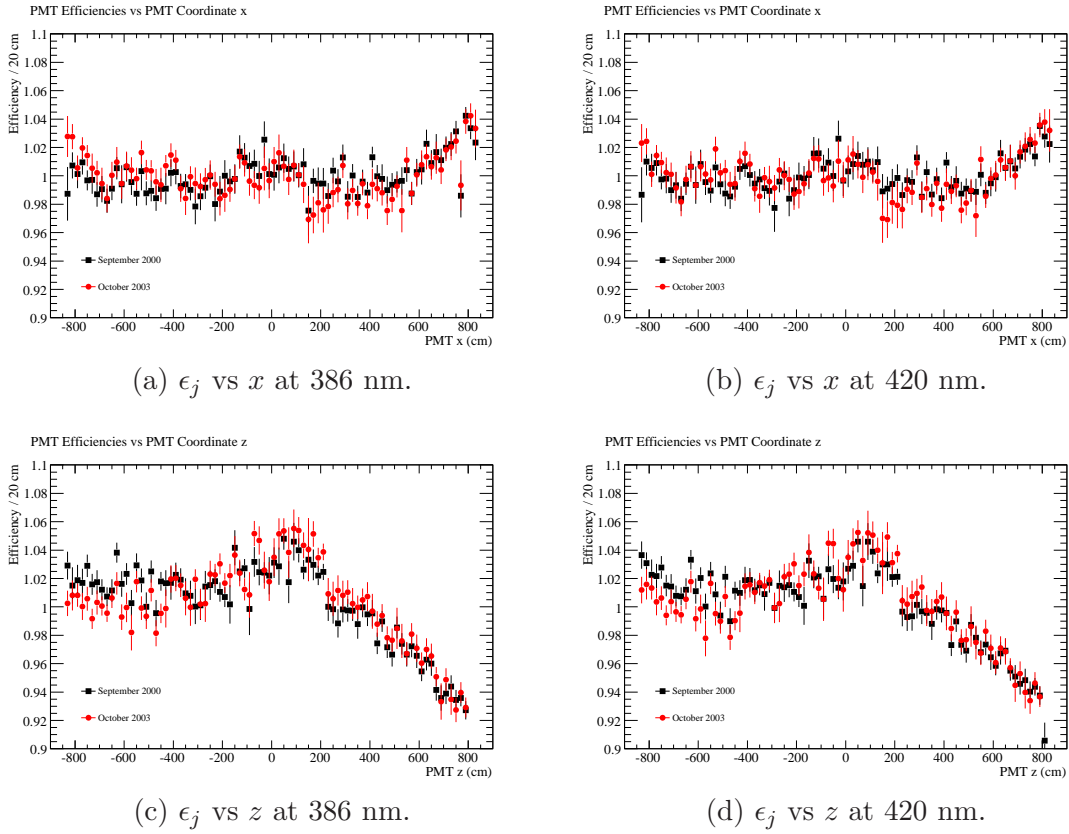 PMT Efficiencies vs PMT Coordinate x
Efficiency / 20 cm
1.1
1.08
1.06
1.04
1.02
1
0.98
0.96
0.94
0.92
0.9
September 2000
October 2003
-800 -600 -400 -200 0 200 400 600 800
PMT x (cm)
(a) ϵj vs x at 386 nm.
PMT Efficiencies vs PMT Coordinate x
Efficiency / 20 cm
1.1
1.08
1.06
1.04
1.02
1
0.98
0.96
0.94
0.92
0.9
September 2000
October 2003
-800 -600 -400 -200 0 200 400 600 800
PMT x (cm)
(b) ϵj vs x at 420 nm.
PMT Efficiencies vs PMT Coordinate z
Efficiency / 20 cm
1.1
1.08
1.06
1.04
1.02
1
0.98
0.96
0.94
0.92
0.9
September 2000
October 2003
-800 -600 -400 -200 0 200 400 600 800
PMT z (cm)
(c) ϵj vs z at 386 nm.
PMT Efficiencies vs PMT Coordinate z
Efficiency / 20 cm
1.1
1.08
1.06
1.04
1.02
1
0.98
0.96
0.94
0.92
0.9
September 2000
October 2003
-800 -600 -400 -200 0 200 400 600 800
PMT z (cm)
(d) ϵj vs z at 420 nm.